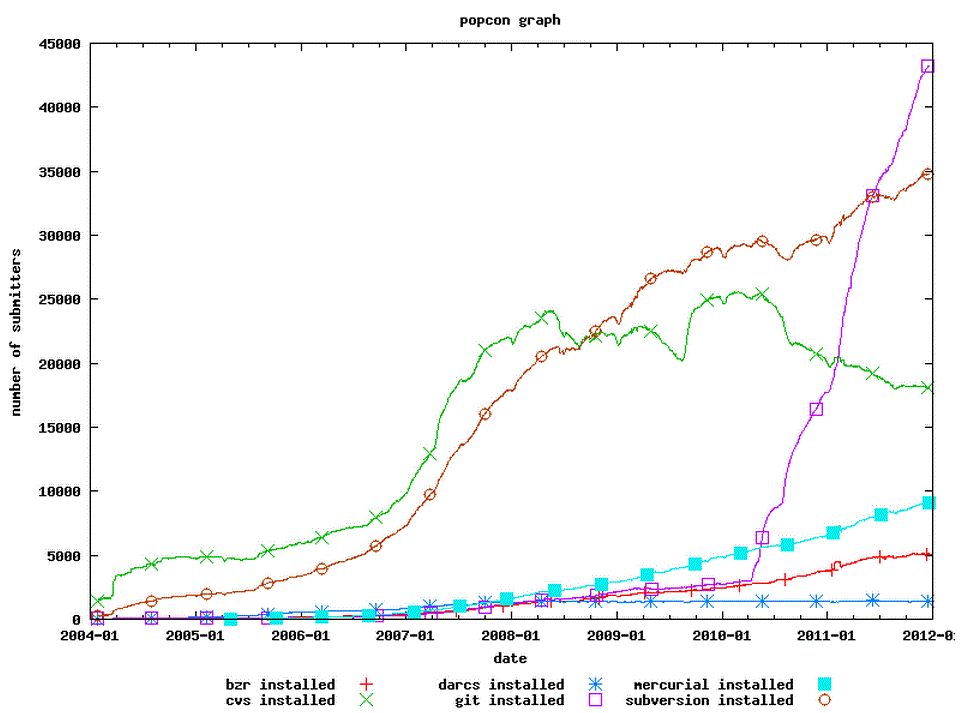 popcon graph
45000
40000
35000
30000
25000
20000
15000
10000
5000
0
number of submitters
2004-01 2005-01 2006-01 2007-01 2008-01 2009-01 2010-01 2011-01 2012-0
date
bzr installed darcs installed mercurial installed
cvs installed git installed subversion installed